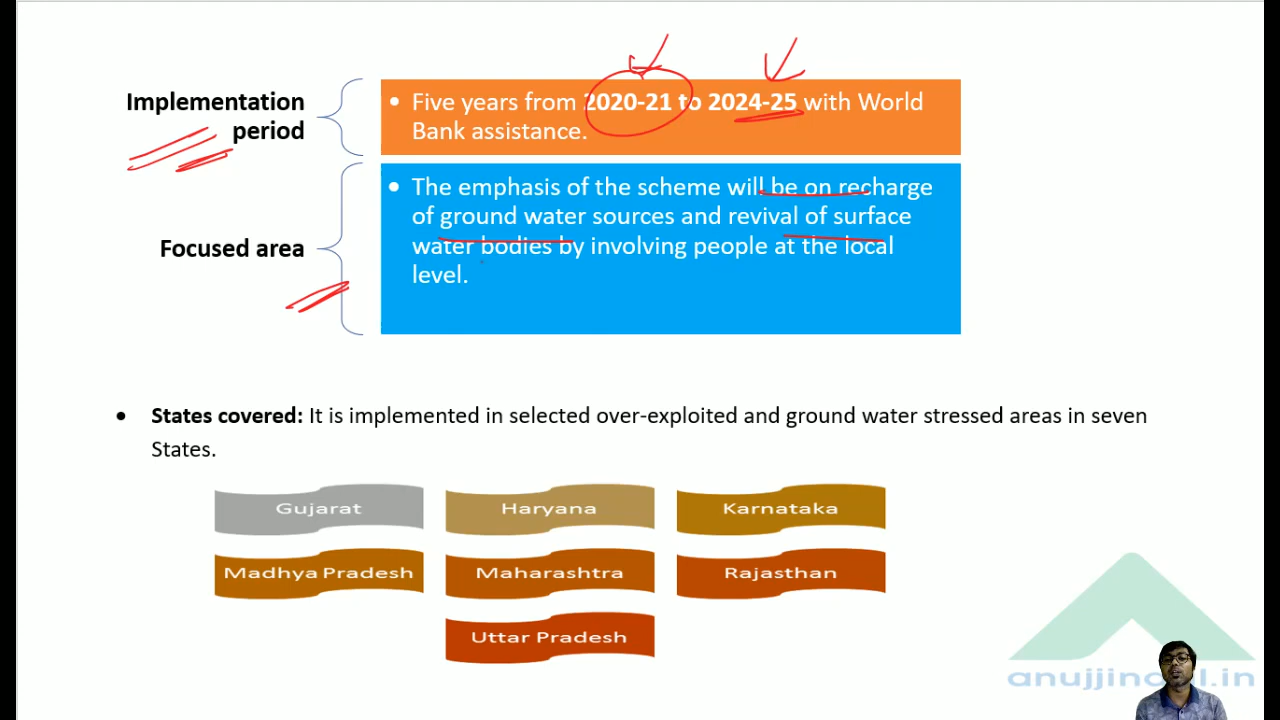 Implementation
period
• Five years from 2020-21 to 2024-25 with World
Bank assistance.
Focused area
• The emphasis of the scheme will be on recharge
of ground water sources and revival of surface
water bodies by involving people at the local
level.
• States covered: It is implemented in selected over-exploited and ground water stressed areas in seven
States.
Gujarat
Haryana
Karnataka
Madhya Pradesh
Maharashtra
Rajasthan
Uttar Pradesh